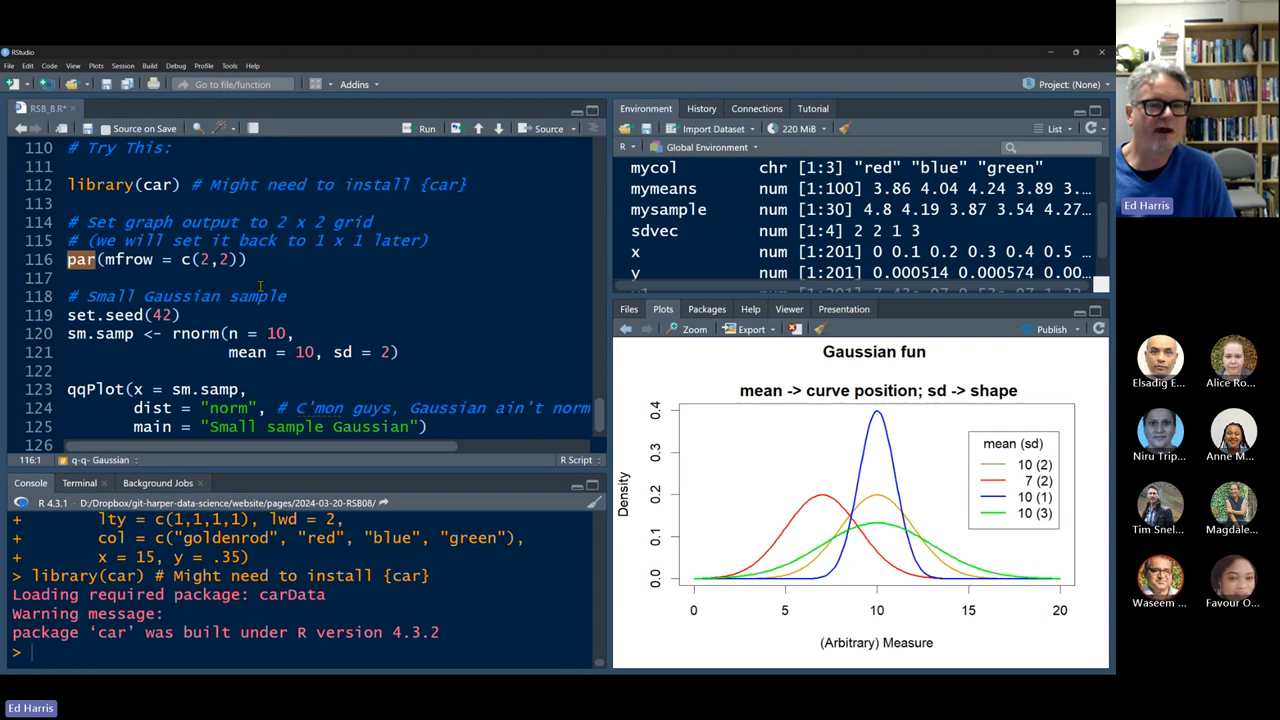 RStudio
File Edit Code View Plots Session Build Debug Profile Tools Help
Go to file/function
Addins
Project: (None)
RSB_8.R*
Source on Save
Run
Source
110 # Try This:
111
112 library(car) # Might need to install {car}
113
114 # Set graph output to 2 x 2 grid
115 # (we will set it back to 1 x 1 later)
116 par(mfrow = c(2,2))
117
118 # Small Gaussian sample
119 set.seed(42)
120 sm.samp <- rnorm(n = 10,
121 mean = 10, sd = 2)
122
123 qqPlot(x = sm.samp,
124 dist = "norm", # C'mon guys, Gaussian ain't norm
125 main = "Small sample Gaussian")
126
116:1 q-q- Gaussian R Script
Console Terminal Background Jobs
R 4.3.1 · D:/Dropbox/git-harper-data-science/website/pages/2024-03-20-RSB08/
+ lty = c(1,1,1,1), lwd = 2,
+ col = c("goldenrod", "red", "blue", "green"),
+ x = 15, y = .35)
> library(car) # Might need to install {car}
Loading required package: carData
Warning message:
package ‘car’ was built under R version 4.3.2
>
Environment History Connections Tutorial
Import Dataset 220 MiB List
R Global Environment
mycol chr [1:3] "red" "blue" "green"
mymeans num [1:100] 3.86 4.04 4.24 3.89 3.…
mysample num [1:30] 4.8 4.19 3.87 3.54 4.27…
sdvec num [1:4] 2 2 1 3
x num [1:201] 0 0.1 0.2 0.3 0.4 0.5 …
y num [1:201] 0.000514 0.000574 0.00…
Files Plots Packages Help Viewer Presentation
Zoom Export Publish
Gaussian fun
mean -> curve position; sd -> shape
Density
0.4
0.3
0.2
0.1
0.0
mean (sd)
10 (2)
7 (2)
10 (1)
10 (3)
0 5 10 15 20
(Arbitrary) Measure
Ed Harris
Elsadig E... Alice Ro...
Niru Trip... Anne M...
Tim Snel... Magdale...
Waseem ... Favour O...
Ed Harris